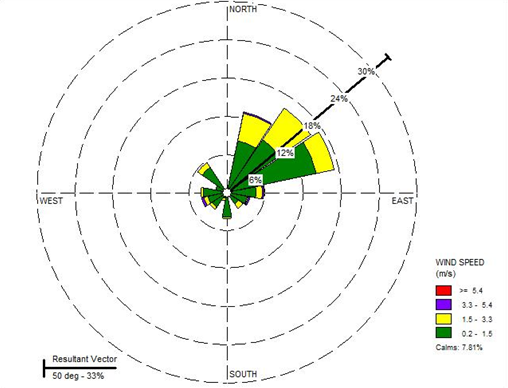 NORTH
30%
24%
18%
12%
6%
WEST
EAST
WIND SPEED
(m/s)
>= 5.4
3.3 - 5.4
1.5 - 3.3
0.2 - 1.5
Calms: 7.81%
Resultant Vector
50 deg - 33%
SOUTH